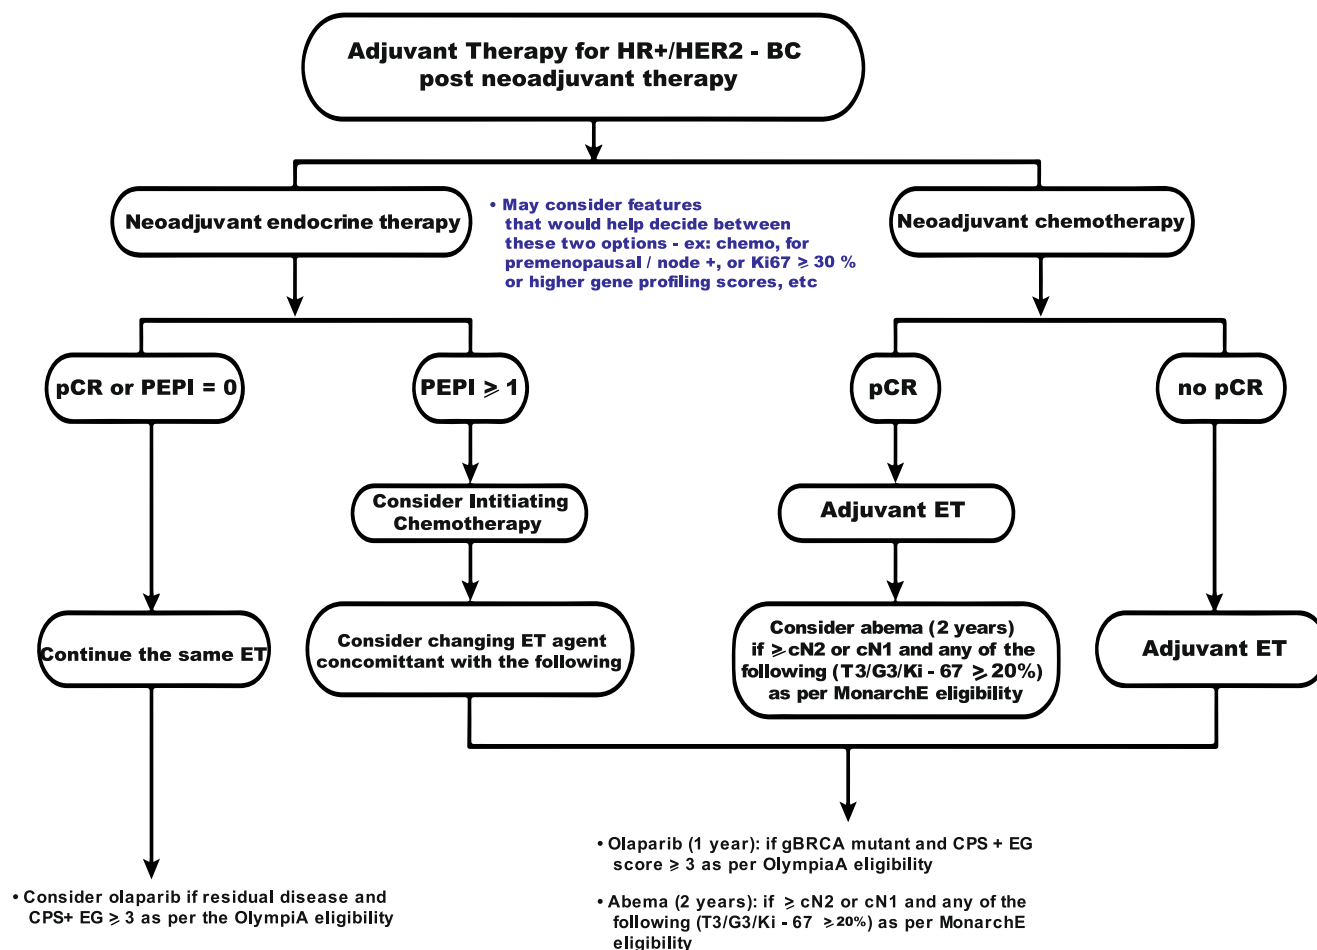 Adjuvant Therapy for HR+/HER2 - BC
post neoadjuvant therapy
Neoadjuvant endocrine therapy
• May consider features
that would help decide between
these two options - ex: chemo, for
premenopausal / node +, or Ki67 ⩾ 30 %
or higher gene profiling scores, etc
Neoadjuvant chemotherapy
pCR or PEPI = 0
PEPI ⩾ 1
pCR
no pCR
Consider Intitiating
Chemotherapy
Adjuvant ET
Continue the same ET
Consider changing ET agent
concomittant with the following
Consider abema (2 years)
if ⩾ cN2 or cN1 and any of the
following (T3/G3/Ki - 67 ⩾ 20%)
as per MonarchE eligibility
Adjuvant ET
• Consider olaparib if residual disease and
CPS+ EG ⩾ 3 as per the OlympiA eligibility
• Olaparib (1 year): if gBRCA mutant and CPS + EG
score ⩾ 3 as per OlympiaA eligibility
• Abema (2 years): if ⩾ cN2 or cN1 and any of the
following (T3/G3/Ki - 67 ⩾20%) as per MonarchE
eligibility